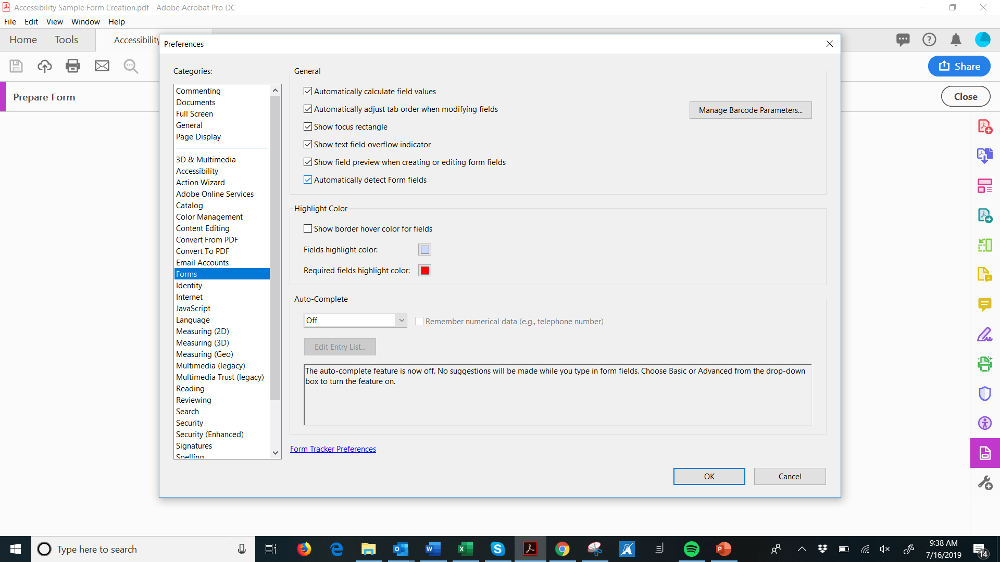 Accessibility Sample Form Creation.pdf - Adobe Acrobat Pro DC
File Edit View Window Help
Home Tools Accessibility
Preferences
Share
Prepare Form
Close
Categories:
Commenting
Documents
Full Screen
General
Page Display
3D & Multimedia
Accessibility
Action Wizard
Adobe Online Services
Catalog
Color Management
Content Editing
Convert From PDF
Convert To PDF
Email Accounts
Forms
Identity
Internet
JavaScript
Language
Measuring (2D)
Measuring (3D)
Measuring (Geo)
Multimedia (legacy)
Multimedia Trust (legacy)
Reading
Reviewing
Search
Security
Security (Enhanced)
Signatures
Spelling
General
Automatically calculate field values
Automatically adjust tab order when modifying fields
Manage Barcode Parameters...
Show focus rectangle
Show text field overflow indicator
Show field preview when creating or editing form fields
Automatically detect Form fields
Highlight Color
Show border hover color for fields
Fields highlight color:
Required fields highlight color:
Auto-Complete
Off
Remember numerical data (e.g., telephone number)
Edit Entry List...
The auto-complete feature is now off. No suggestions will be made while you type in form fields. Choose Basic or Advanced from the drop-down
box to turn the feature on.
Form Tracker Preferences
OK
Cancel
Type here to search
9:38 AM
7/16/2019
14